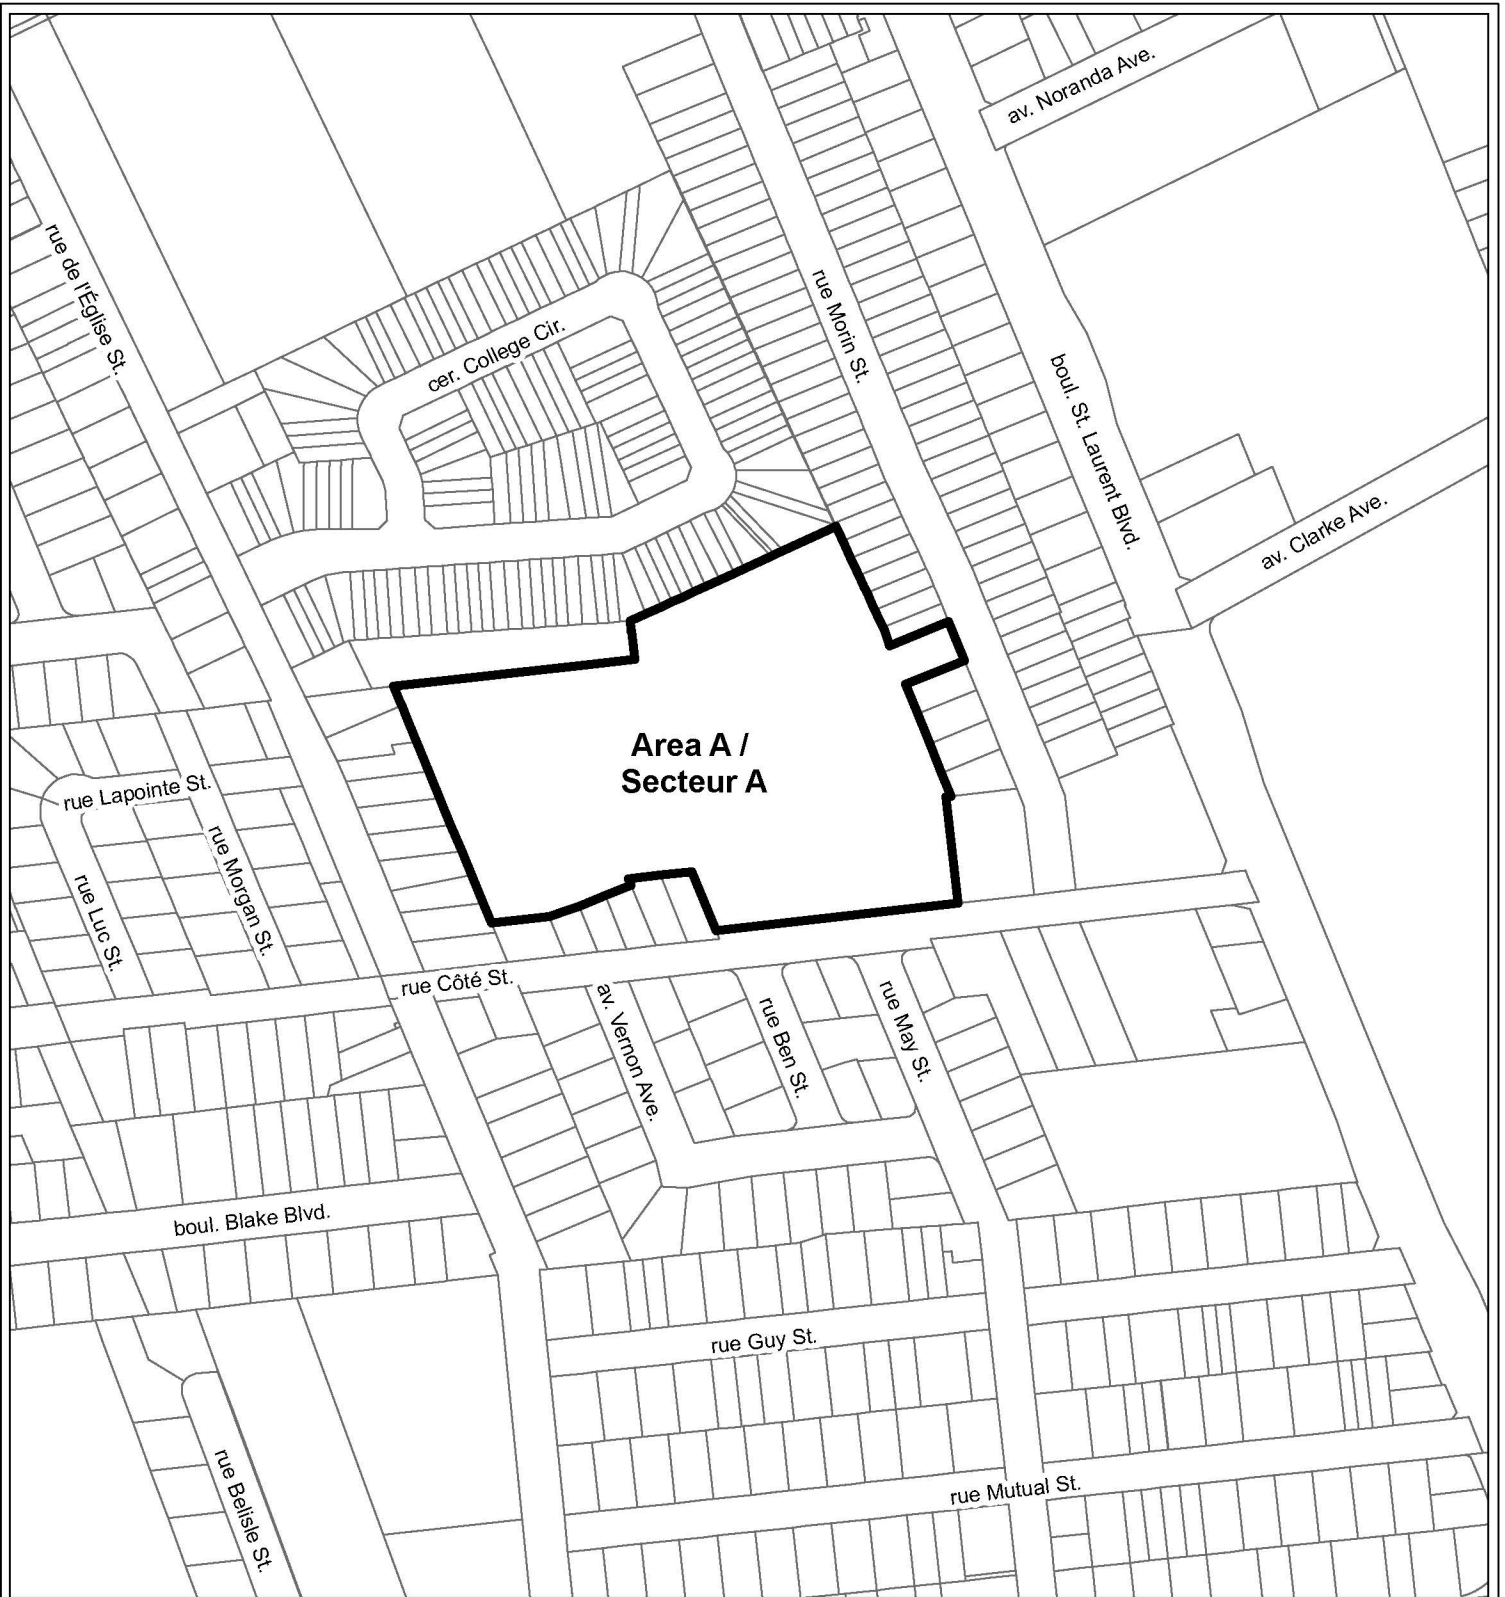 av. Noranda Ave.
rue de l'Église St.
rue Morin St.
cer. College Cir.
boul. St. Laurent Blvd.
av. Clarke Ave.
Area A /
Secteur A
rue Lapointe St.
rue Morgan St.
rue Luc St.
rue Côté St.
av. Vernon Ave.
rue Ben St.
rue May St.
boul. Blake Blvd.
rue Guy St.
rue Belisle St.
rue Mutual St.